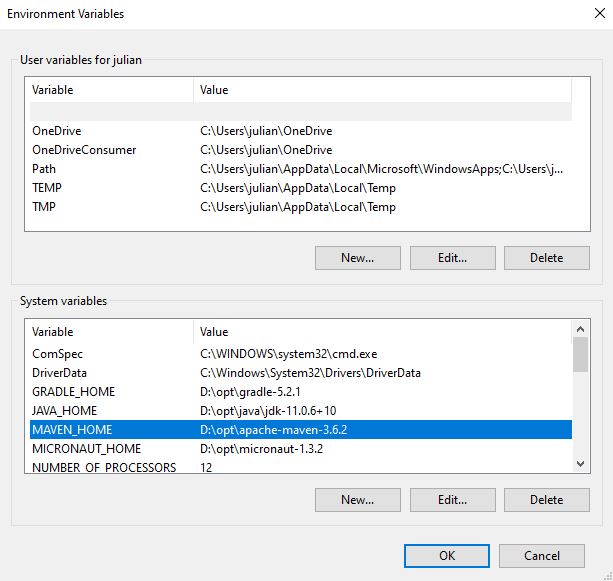 Environment Variables
User variables for julian
Variable Value
OneDrive C:\Users\julian\OneDrive
OneDriveConsumer C:\Users\julian\OneDrive
Path C:\Users\julian\AppData\Local\Microsoft\WindowsApps;C:\Users\j...
TEMP C:\Users\julian\AppData\Local\Temp
TMP C:\Users\julian\AppData\Local\Temp
New... Edit... Delete
System variables
Variable Value
ComSpec C:\WINDOWS\system32\cmd.exe
DriverData C:\Windows\System32\Drivers\DriverData
GRADLE_HOME D:\opt\gradle-5.2.1
JAVA_HOME D:\opt\java\jdk-11.0.6+10
MAVEN_HOME D:\opt\apache-maven-3.6.2
MICRONAUT_HOME D:\opt\micronaut-1.3.2
NUMBER_OF_PROCESSORS 12
New... Edit... Delete
OK Cancel